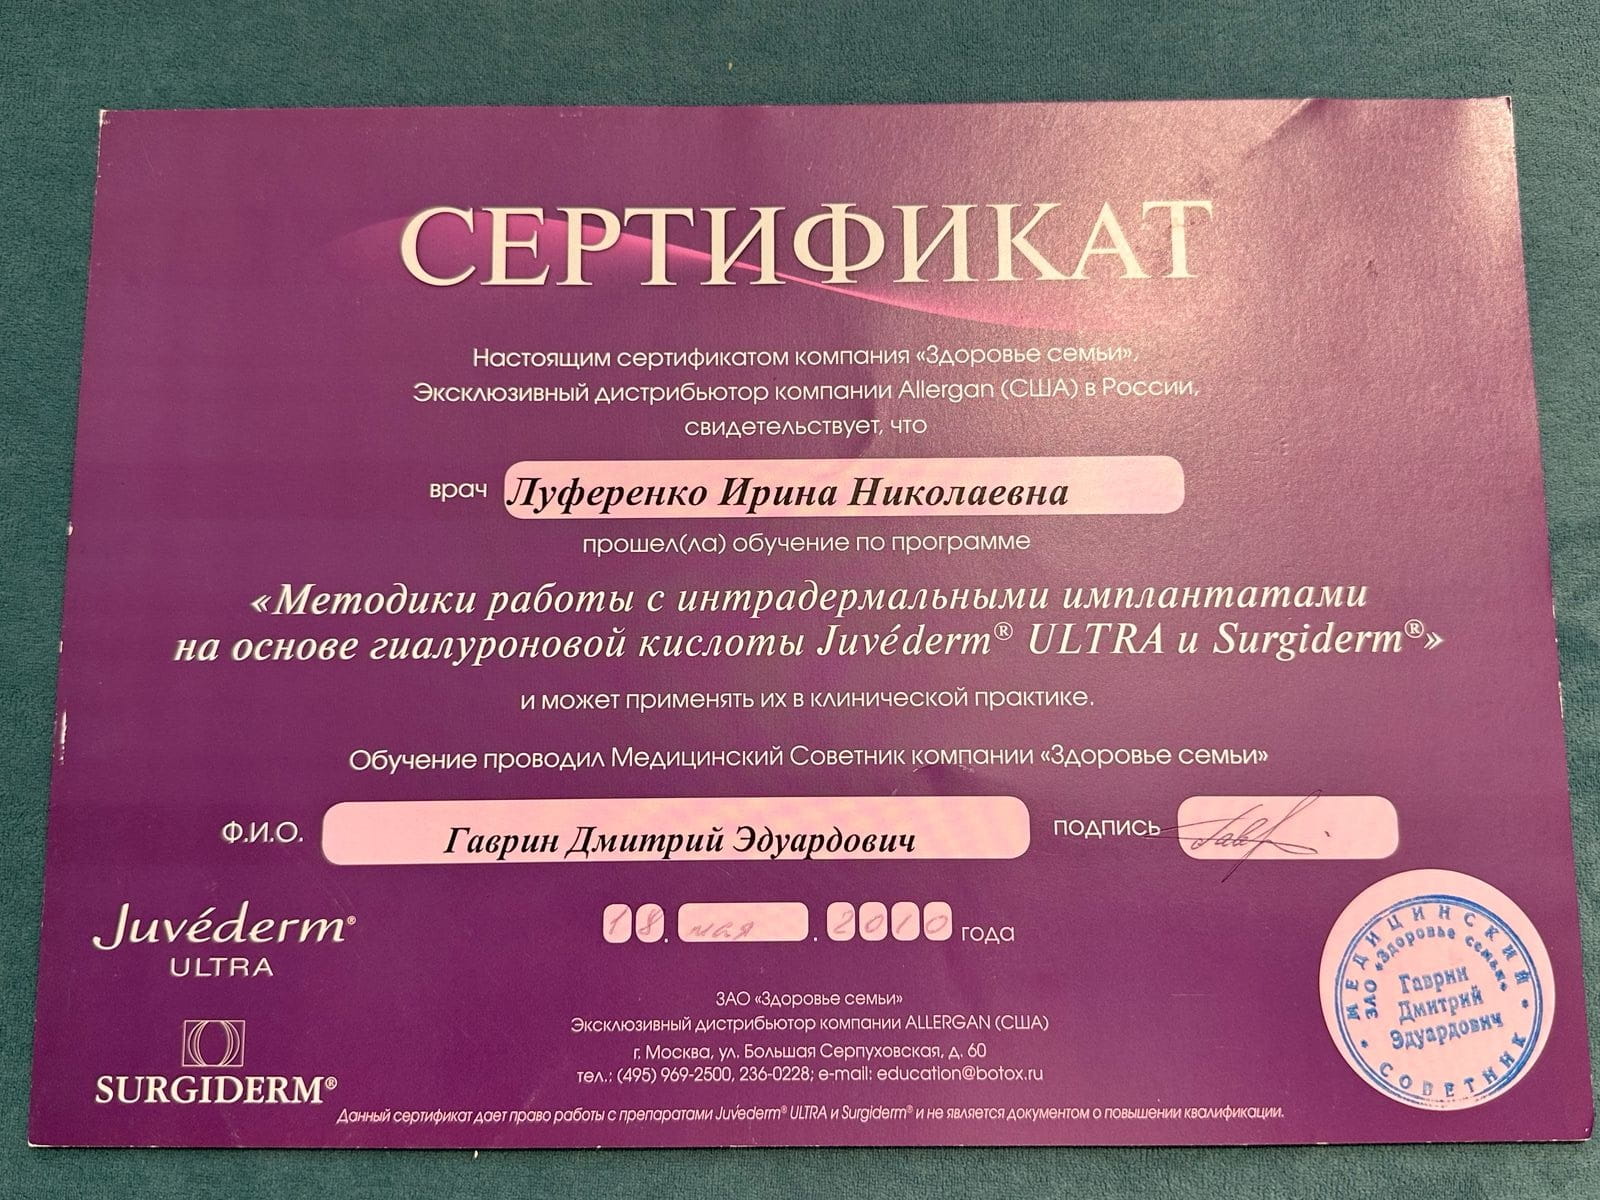 СЕРТИФИКАТ
Настоящим сертификатом компания «Здоровье семьи»,
Эксклюзивный дистрибьютор компании Allergan (США) в России,
свидетельствует, что
врач Луференко Ирина Николаевна
прошел(ла) обучение по программе
«Методики работы с интрадермальными имплантатами
на основе гиалуроновой кислоты Juvéderm® ULTRA и Surgiderm®»
и может применять их в клинической практике.
Обучение проводил Медицинский Советник компании «Здоровье семьи»
Ф.И.О. Гаврин Дмитрий Эдуардович подпись
18. мая. 2010 года
Juvéderm®
ULTRA
SURGIDERM®
ЗАО «Здоровье семьи»
Эксклюзивный дистрибьютор компании ALLERGAN (США)
г. Москва, ул. Большая Серпуховская, д. 60
тел.: (495) 969-2500, 236-0228; e-mail: education@botox.ru
МЕДИЦИНСКИЙ СОВЕТНИК
ЗАО «Здоровье семьи»
Гаврин
Дмитрий
Эдуардович
Данный сертификат дает право работы с препаратами Juvéderm® ULTRA и Surgiderm® и не является документом о повышении квалификации.